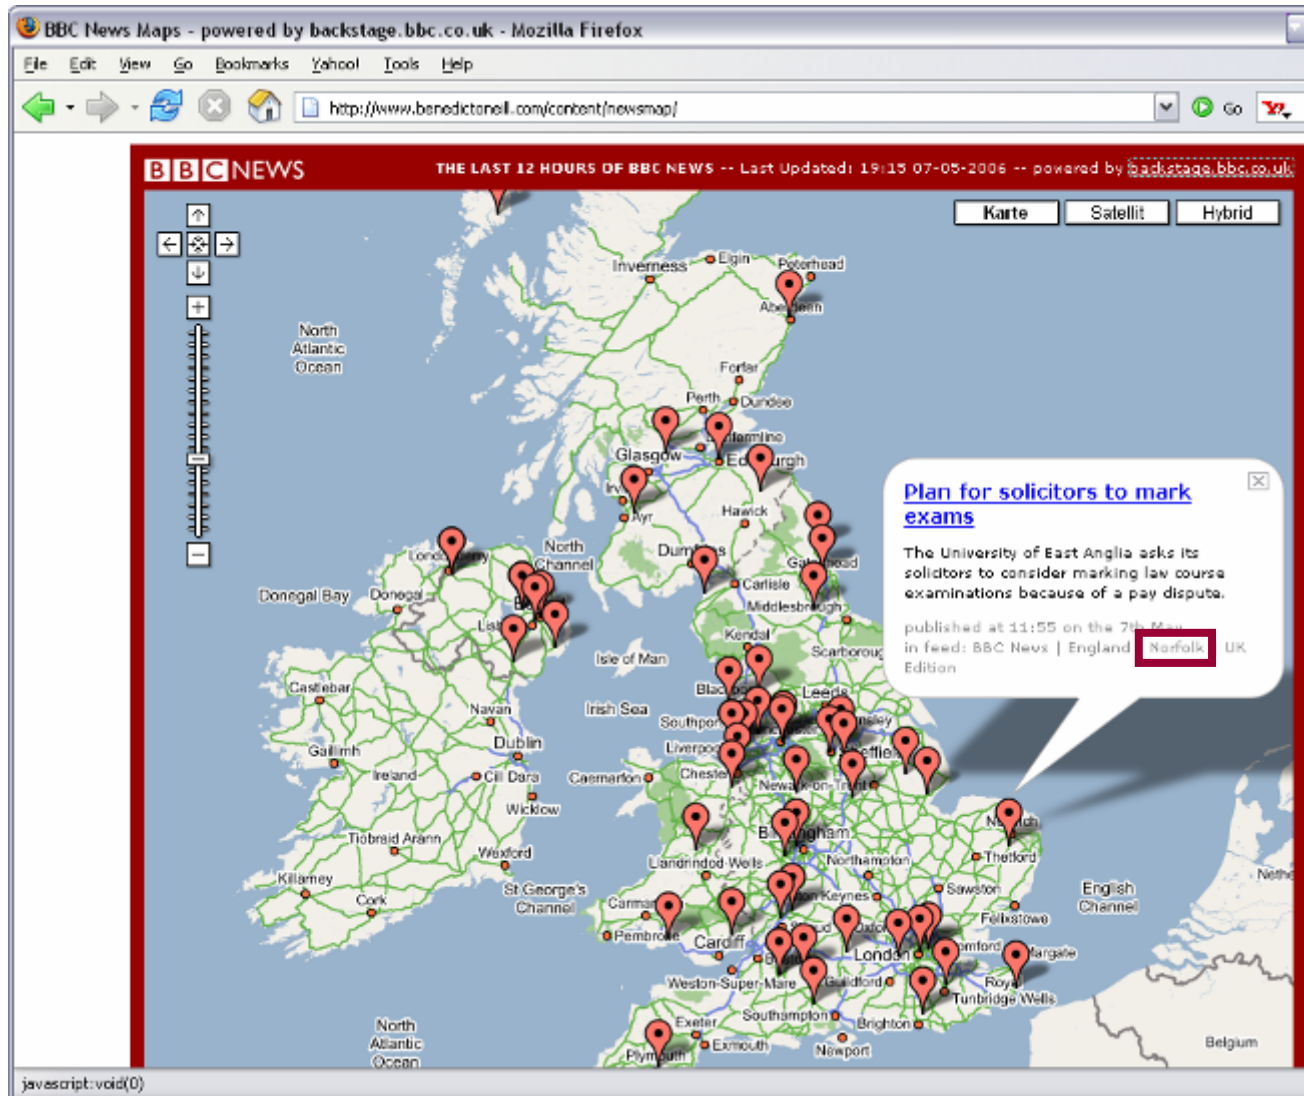 BBC News Maps - powered by backstage.bbc.co.uk - Mozilla Firefox
File Edit View Go Bookmarks Yahoo! Tools Help
http://www.benedictoneill.com/content/newsmap/
Go
Y!
BBC NEWS
THE LAST 12 HOURS OF BBC NEWS -- Last Updated: 19:15 07-05-2006 -- powered by backstage.bbc.co.uk
Karte Satellit Hybrid
Inverness
Elgin
Peterhead
North
Atlantic
Ocean
Forfar
Perth
Dundee
Glasgow
Ayr
Hawick
Plan for solicitors to mark
exams
The University of East Anglia asks its
solicitors to consider marking law course
examinations because of a pay dispute.
published at 11:55 on the 7th May
in feed: BBC News | England Norfolk UK
Edition
North
Channel
Donegal Bay
Donegal
Carlisle
Middlesbrough
Kendal
Isle of Man
Castlebar
Irish Sea
Navan
Leeds
Southport
Dublin
Gaillimh
Ireland
Cill Dara
Caernarfon
Chester
Newark-on-Trent
Wicklow
Tiobraid Arann
Wexford
Llandrindod-Wells
Northampton
Thetford
Killarney
Cork
St George's
Channel
Sawston
English
Channel
Felixstowe
Pembroke
Cardiff
London
Margate
Weston-Super-Mare
Guildford
Tunbridge Wells
Southampton
Brighton
North
Atlantic
Ocean
Exeter
Exmouth
Newport
Plymouth
Belgium
javascript:void(0)